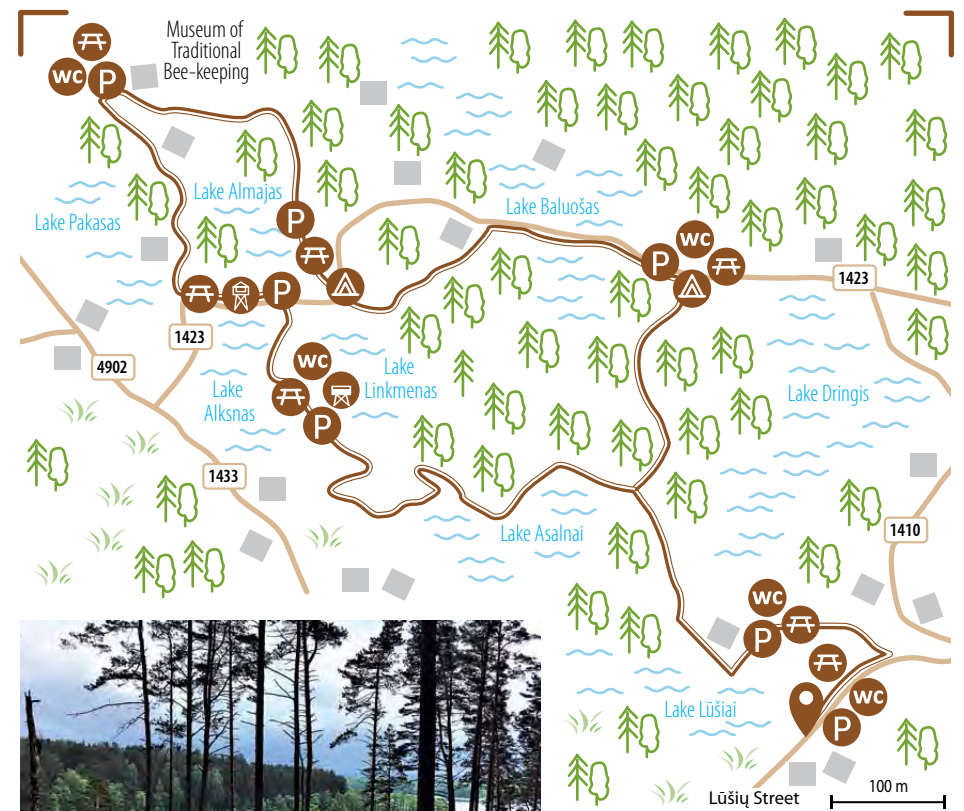 Museum of
Traditional
Bee-keeping
WC
P
Lake Almajas
Lake Pakasas
P
Lake Baluošas
WC
P
1423
P
1423
4902
WC
Lake
Linkmenas
Lake
Alksnas
P
Lake Dringis
1433
1410
Lake Asalnai
WC
P
WC
P
Lake Lūšiai
Lūšių Street
100 m